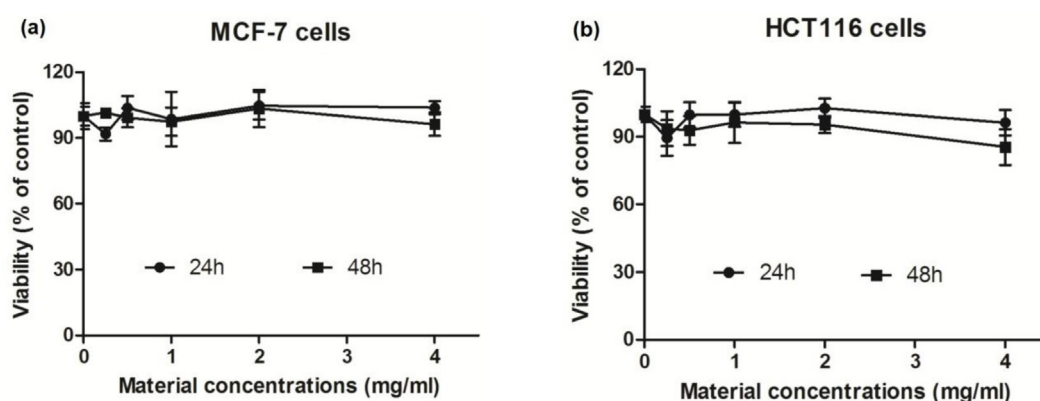 (a)
MCF-7 cells
120
90
60
30
0
Viability (% of control)
24h
48h
0 1 2 3 4
Material concentrations (mg/ml)
(b)
HCT116 cells
120
90
60
30
0
Viability (% of control)
24h
48h
0 1 2 3 4
Material concentrations (mg/ml)